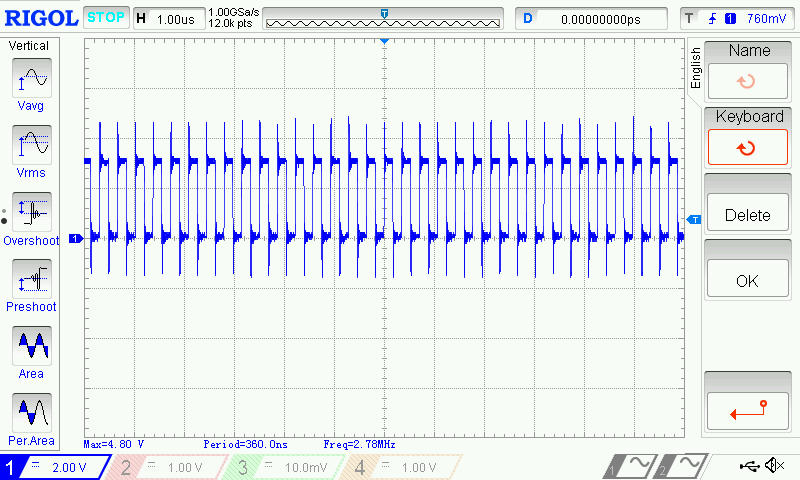 RIGOL STOP H 1.00us 1.00GSa/s 12.0k pts T D 0.00000000ps T 1 760mV
Vertical
Vavg
Vrms
Overshoot
Preshoot
Area
Per.Area
1
T
English
Name
Keyboard
Delete
OK
Max=4.80 V Period=360.0ns Freq=2.78MHz
1 2.00 V 2 1.00 V 3 10.0mV 4 1.00 V 1 2